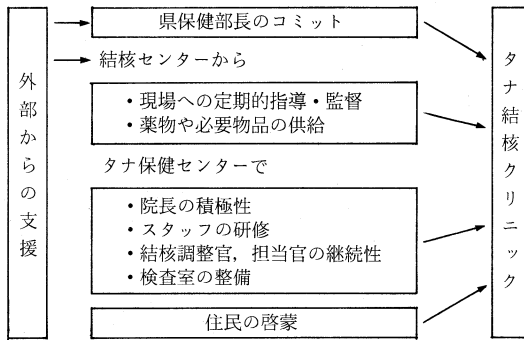 外部からの支援
県保健部長のコミット
結核センターから
・現場への定期的指導・監督
・薬物や必要物品の供給
タナ保健センターで
・院長の積極性
・スタッフの研修
・結核調整官，担当官の継続性
・検査室の整備
住民の啓蒙
タナ結核クリニック